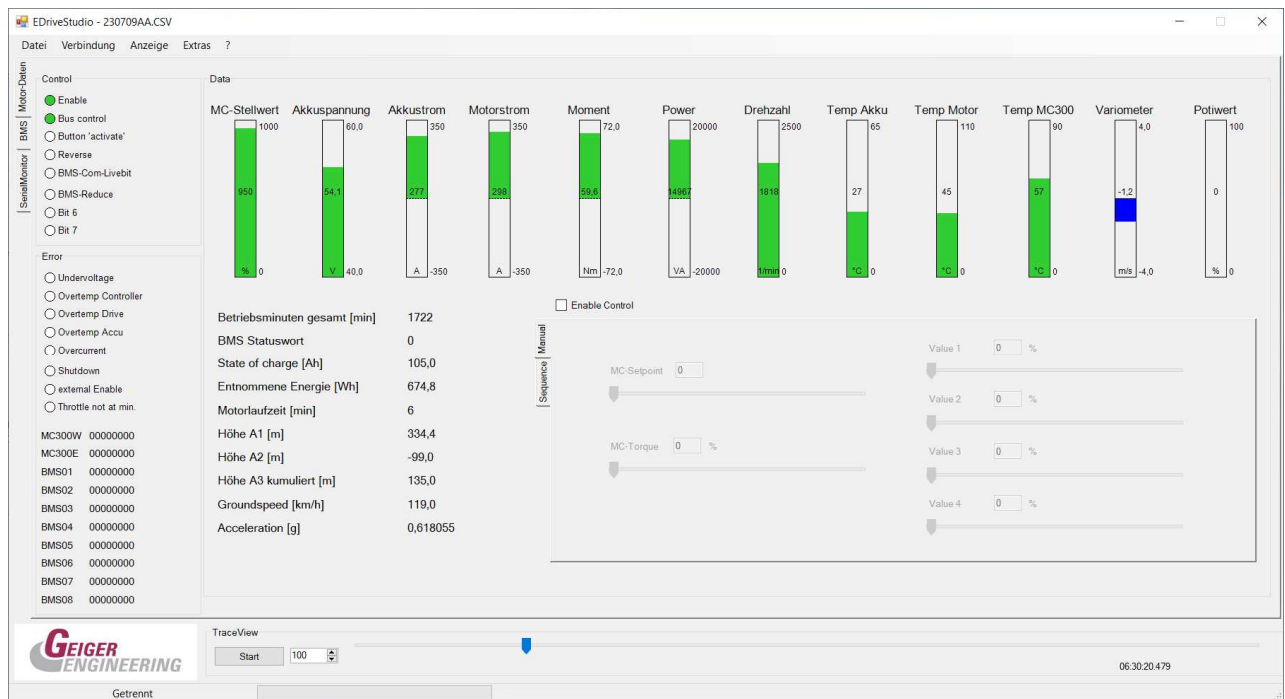 EDriveStudio - 230709AA.CSV
Datei Verbindung Anzeige Extras ?
Motor-Daten
BMS
SerialMonitor
Control
Enable
Bus control
Button 'activate'
Reverse
BMS-Com-Livebit
BMS-Reduce
Bit 6
Bit 7
Error
Undervoltage
Overtemp Controller
Overtemp Drive
Overtemp Accu
Overcurrent
Shutdown
external Enable
Throttle not at min.
MC300W 00000000
MC300E 00000000
BMS01 00000000
BMS02 00000000
BMS03 00000000
BMS04 00000000
BMS05 00000000
BMS06 00000000
BMS07 00000000
BMS08 00000000
Data
MC-Stellwert Akkuspannung Akkustrom Motorstrom Moment Power Drehzahl Temp Akku Temp Motor Temp MC300 Variometer Potiwert
1000 60,0 350 350 72,0 20000 2500 65 110 90 4,0 100
950 54,1 277 298 59,6 14967 1818 27 45 57 -1,2 0
% 0 V 40,0 A -350 A -350 Nm -72,0 VA -20000 1/min 0 °C 0 °C 0 °C 0 m/s -4,0 % 0
Betriebsminuten gesamt [min] 1722
BMS Statuswort 0
State of charge [Ah] 105,0
Entnommene Energie [Wh] 674,8
Motorlaufzeit [min] 6
Höhe A1 [m] 334,4
Höhe A2 [m] -99,0
Höhe A3 kumuliert [m] 135,0
Groundspeed [km/h] 119,0
Acceleration [g] 0,618055
Enable Control
Manual
Sequence
MC-Setpoint 0
MC-Torque 0 %
Value 1 0 %
Value 2 0 %
Value 3 0 %
Value 4 0 %
GEIGER
ENGINEERING
TraceView
Start 100
06:30:20.479
Getrennt